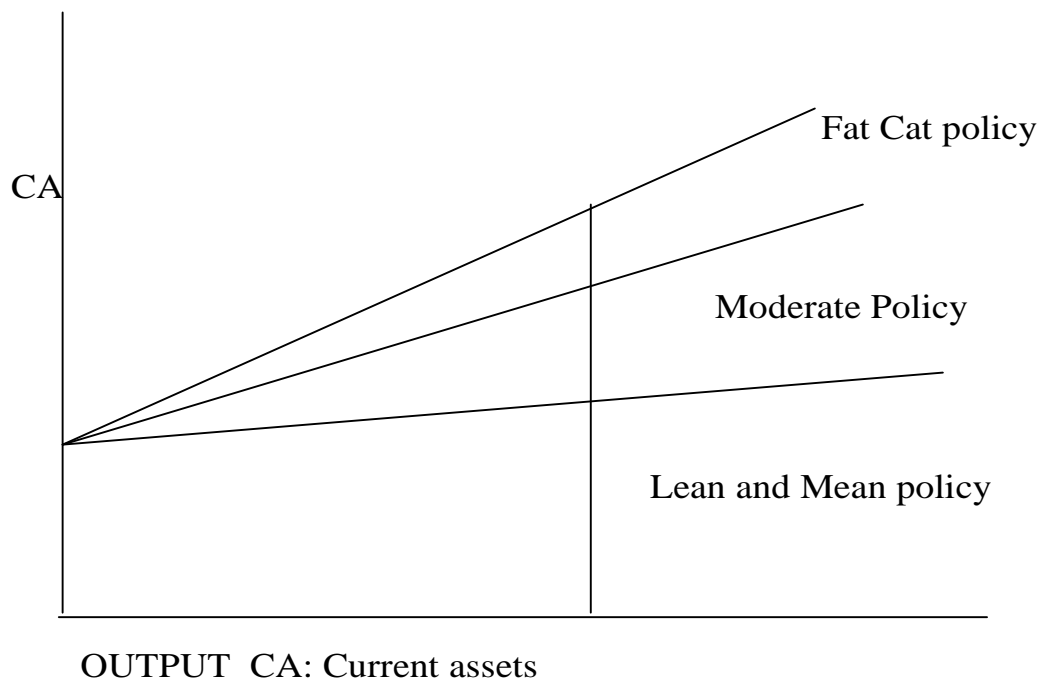 Fat Cat policy
CA
Moderate Policy
Lean and Mean policy
OUTPUT CA: Current assets